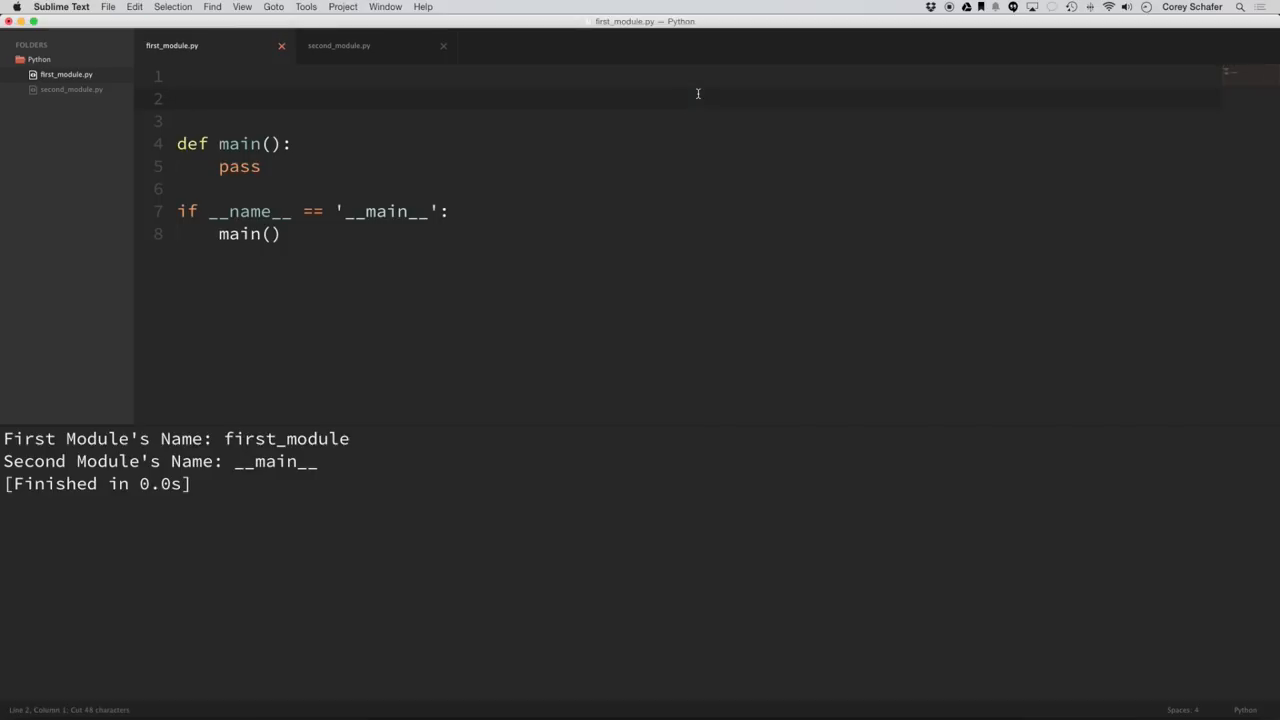 Sublime Text File Edit Selection Find View Goto Tools Project Window Help Corey Schafer
first_module.py — Python
FOLDERS
Python
first_module.py
second_module.py
first_module.py second_module.py
1
2
3
4 def main():
5 pass
6
7 if __name__ == '__main__':
8 main()
First Module's Name: first_module
Second Module's Name: __main__
[Finished in 0.0s]
Line 2, Column 1; Cut 48 characters Spaces: 4 Python